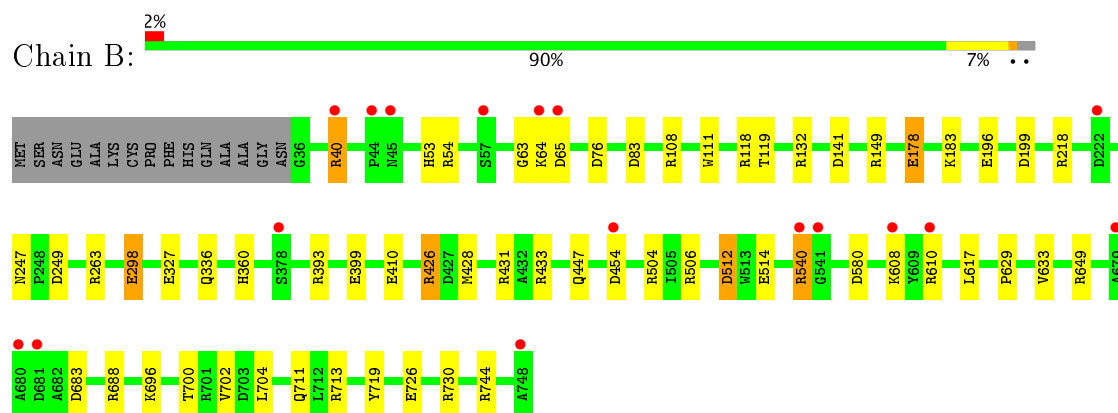 2%
Chain B:
90% 7% • •
MET SER ASN GLU ALA LYS CYS PRO PHE HIS GLN ALA ALA GLY ASN G36 R40 P44 N45 H53 R54 S57 G63 K64 D65 D76 D83 R108 W111 R118 T119 R132 D141 R149 E178 K183 E196 D199 R218 D222
N247 P248 D249 R263 E298 E327 Q336 H360 S378 R393 E399 E410 R426 D427 M428 R431 A432 R433 Q447 D454 R504 I505 R506 D512 W513 E514 R540 G541 D580 K608 Y609 R610 L617 P629 V633 R649 A679
A680 D681 A682 D683 R688 K696 T700 R701 V702 D703 L704 Q711 L712 R713 Y719 E726 R730 R744 A748